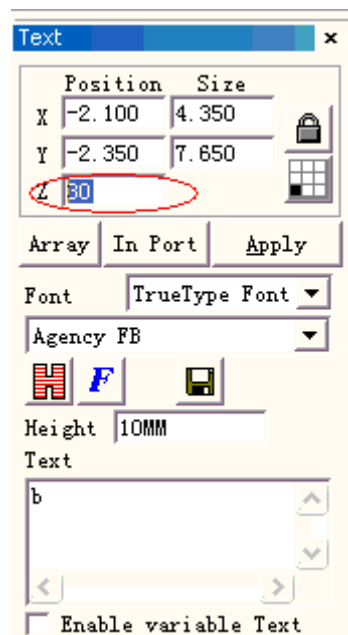 Text
Position Size
X -2.100 4.350
Y -2.350 7.650
Z 30
Array In Port Apply
Font TrueType Font
Agency FB
H F
Height 10MM
Text
b
Enable variable Text